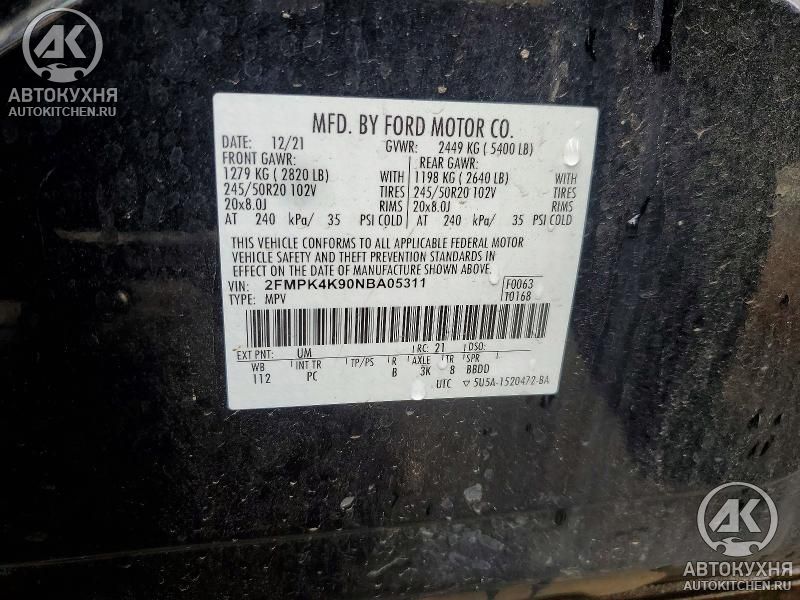 АК
АВТОКУХНЯ
AUTOKITCHEN.RU
MFD. BY FORD MOTOR CO.
DATE: 12/21 GVWR: 2449 KG ( 5400 LB)
FRONT GAWR: REAR GAWR:
1279 KG ( 2820 LB) WITH 1198 KG ( 2640 LB) WITH
245/50R20 102V TIRES 245/50R20 102V TIRES
20x8.0J RIMS 20x8.0J RIMS
AT 240 kPa/ 35 PSI COLD AT 240 kPa/ 35 PSI COLD
THIS VEHICLE CONFORMS TO ALL APPLICABLE FEDERAL MOTOR
VEHICLE SAFETY AND THEFT PREVENTION STANDARDS IN
EFFECT ON THE DATE OF MANUFACTURE SHOWN ABOVE.
VIN: 2FMPK4K90NBA05311 F0063
TYPE: MPV T0168
EXT PNT: UM RC: 21 DSO:
WB INT TR TP/PS R AXLE TR SPR
112 PC B 3K 8 BBDD
UTC ▽ 5U5A-1520472-BA
АК
АВТОКУХНЯ
AUTOKITCHEN.RU